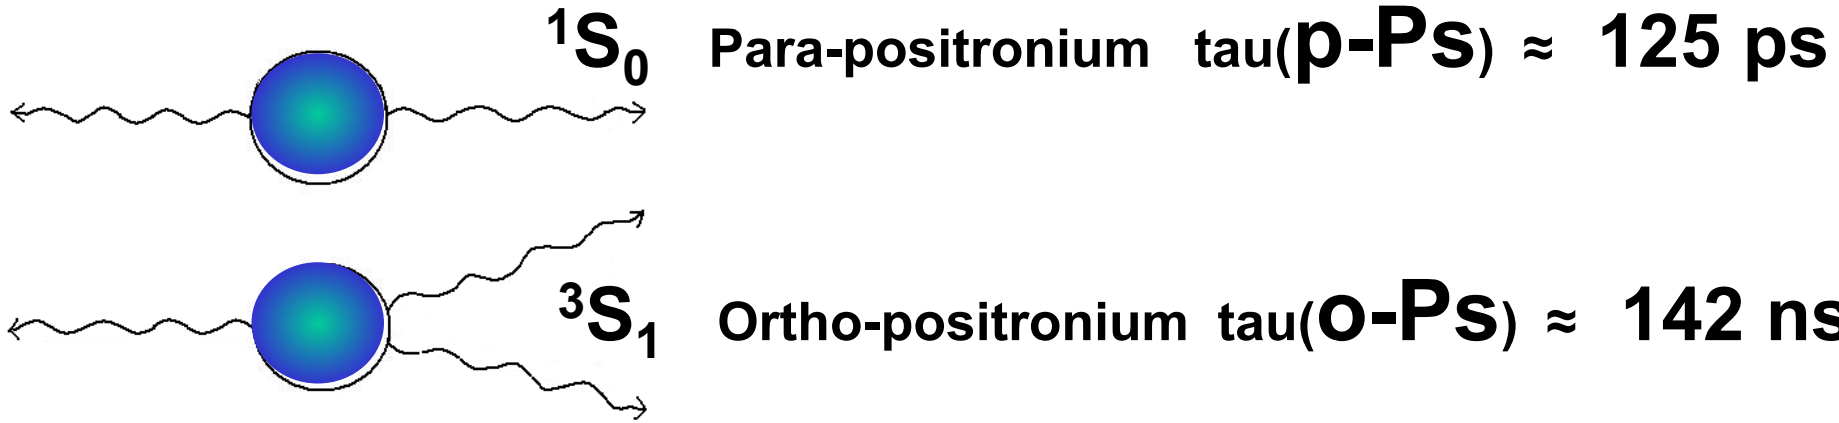 ¹S₀ Para-positronium tau(p-Ps) ≈ 125 ps
³S₁ Ortho-positronium tau(o-Ps) ≈ 142 ns